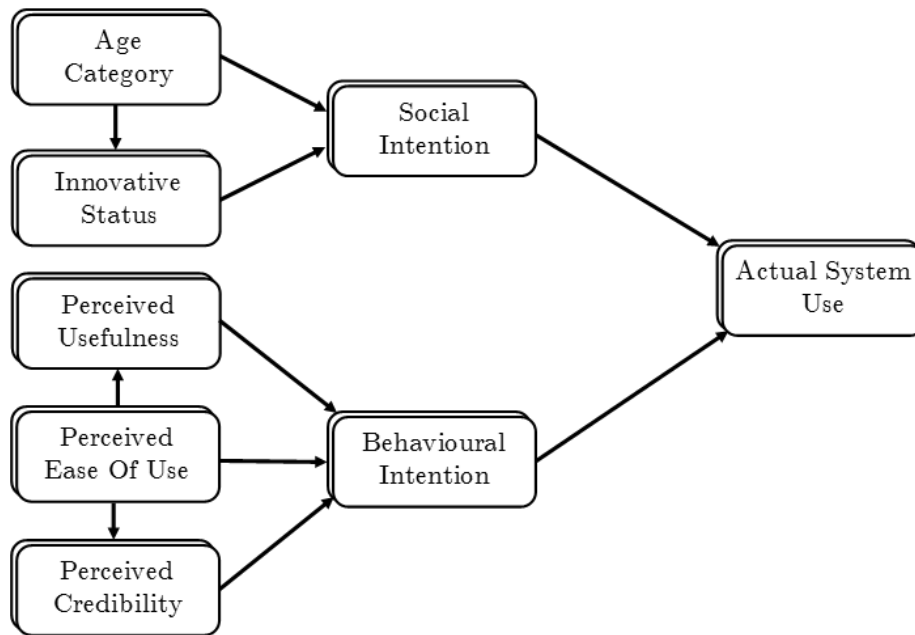 Age
Category
Social
Intention
Innovative
Status
Actual System
Use
Perceived
Usefulness
Perceived
Ease Of Use
Behavioural
Intention
Perceived
Credibility